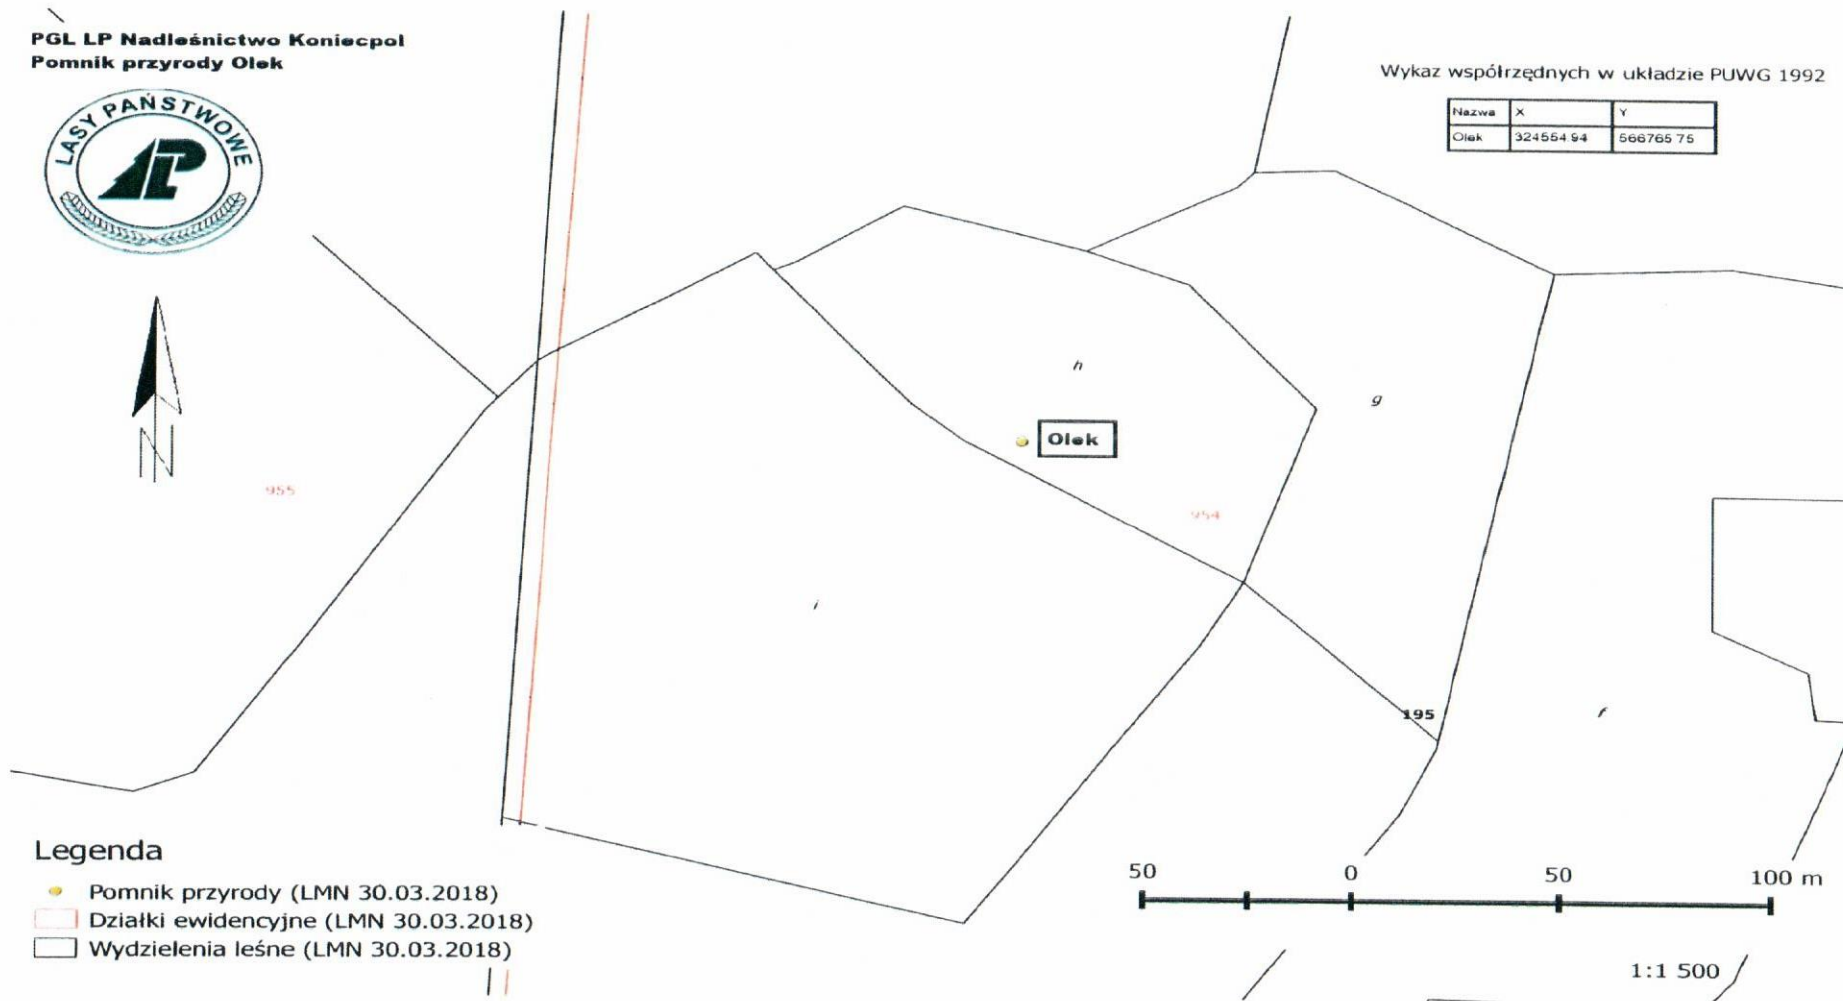 PGL LP Nadleśnictwo Koniecpol
Pomnik przyrody Olek
LASY PAŃSTWOWE
LP
N
Wykaz współrzędnych w układzie PUWG 1992
Nazwa X Y
Olek 324554.94 566765.75
h
g
Olek
955
954
i
195
f
Legenda
Pomnik przyrody (LMN 30.03.2018)
Działki ewidencyjne (LMN 30.03.2018)
Wydzielenia leśne (LMN 30.03.2018)
50 0 50 100 m
1:1 500